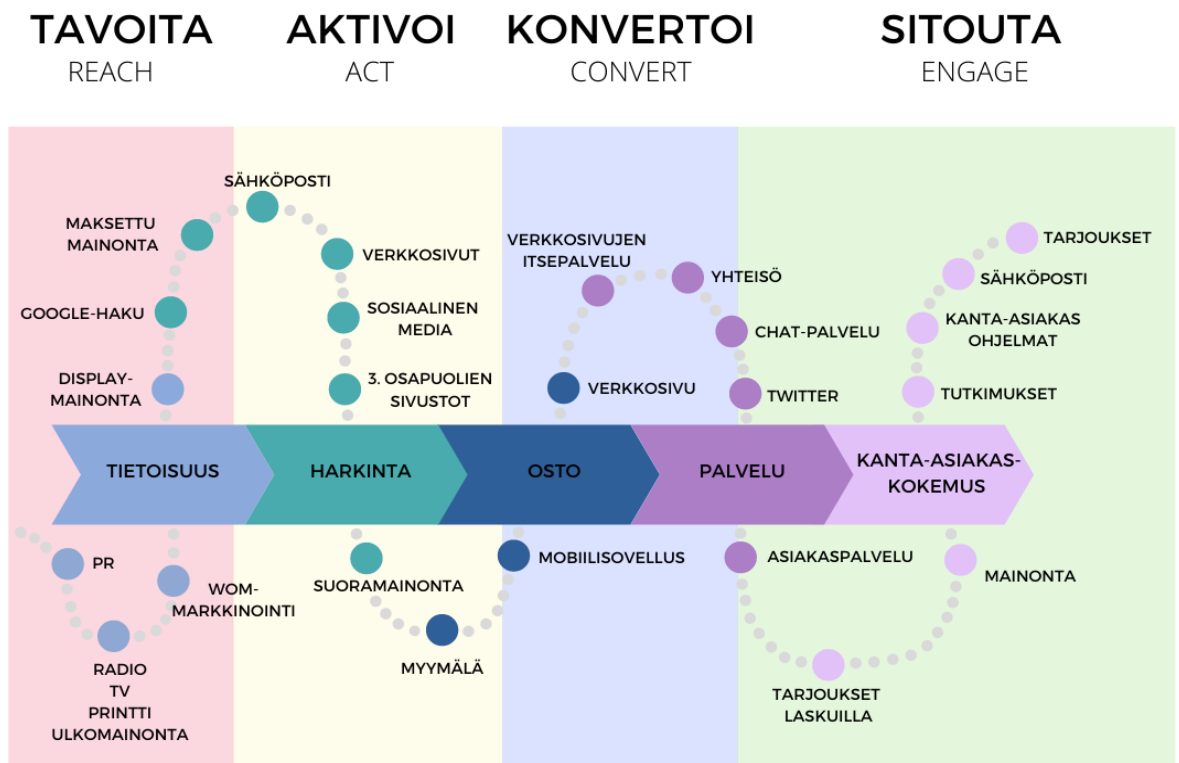 TAVOITA
REACH
AKTIVOI
ACT
KONVERTOI
CONVERT
SITOUTA
ENGAGE
SÄHKÖPOSTI
MAKSETTU
MAINONTA
GOOGLE-HAKU
DISPLAY-
MAINONTA
VERKKOSIVUT
SOSIAALINEN
MEDIA
3. OSAPUOLIEN
SIVUSTOT
VERKKOSIVUJEN
ITSEPALVELU
YHTEISÖ
CHAT-PALVELU
VERKKOSIVU
TWITTER
TARJOUKSET
SÄHKÖPOSTI
KANTA-ASIAKAS
OHJELMAT
TUTKIMUKSET
TIETOISUUS
HARKINTA
OSTO
PALVELU
KANTA-ASIAKAS-
KOKEMUS
PR
WOM-
MARKKINOINTI
RADIO
TV
PRINTTI
ULKOMAINONTA
SUORAMAINONTA
MYYMÄLÄ
MOBIILISOVELLUS
ASIAKASPALVELU
MAINONTA
TARJOUKSET
LASKUILLA